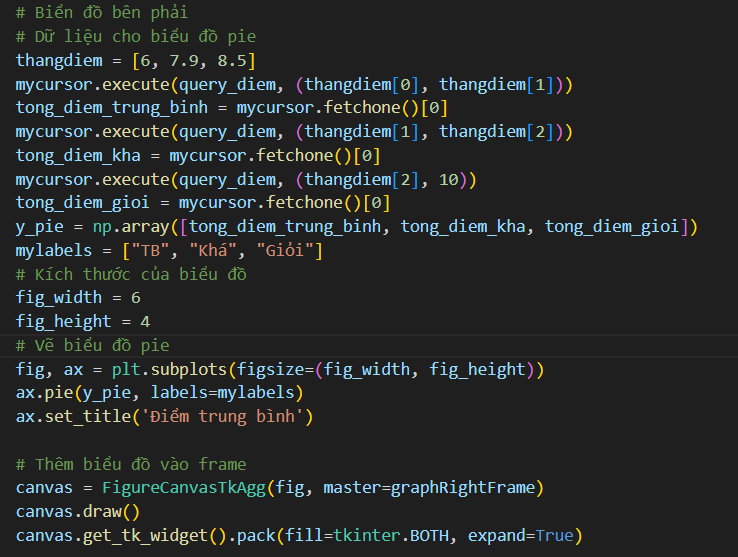 # Biển đồ bên phải
# Dữ liệu cho biểu đồ pie
thangdiem = [6, 7.9, 8.5]
mycursor.execute(query_diem, (thangdiem[0], thangdiem[1]))
tong_diem_trung_binh = mycursor.fetchone()[0]
mycursor.execute(query_diem, (thangdiem[1], thangdiem[2]))
tong_diem_kha = mycursor.fetchone()[0]
mycursor.execute(query_diem, (thangdiem[2], 10))
tong_diem_gioi = mycursor.fetchone()[0]
y_pie = np.array([tong_diem_trung_binh, tong_diem_kha, tong_diem_gioi])
mylabels = ["TB", "Khá", "Giỏi"]
# Kích thước của biểu đồ
fig_width = 6
fig_height = 4
# Vẽ biểu đồ pie
fig, ax = plt.subplots(figsize=(fig_width, fig_height))
ax.pie(y_pie, labels=mylabels)
ax.set_title('Điểm trung bình')
# Thêm biểu đồ vào frame
canvas = FigureCanvasTkAgg(fig, master=graphRightFrame)
canvas.draw()
canvas.get_tk_widget().pack(fill=tkinter.BOTH, expand=True)